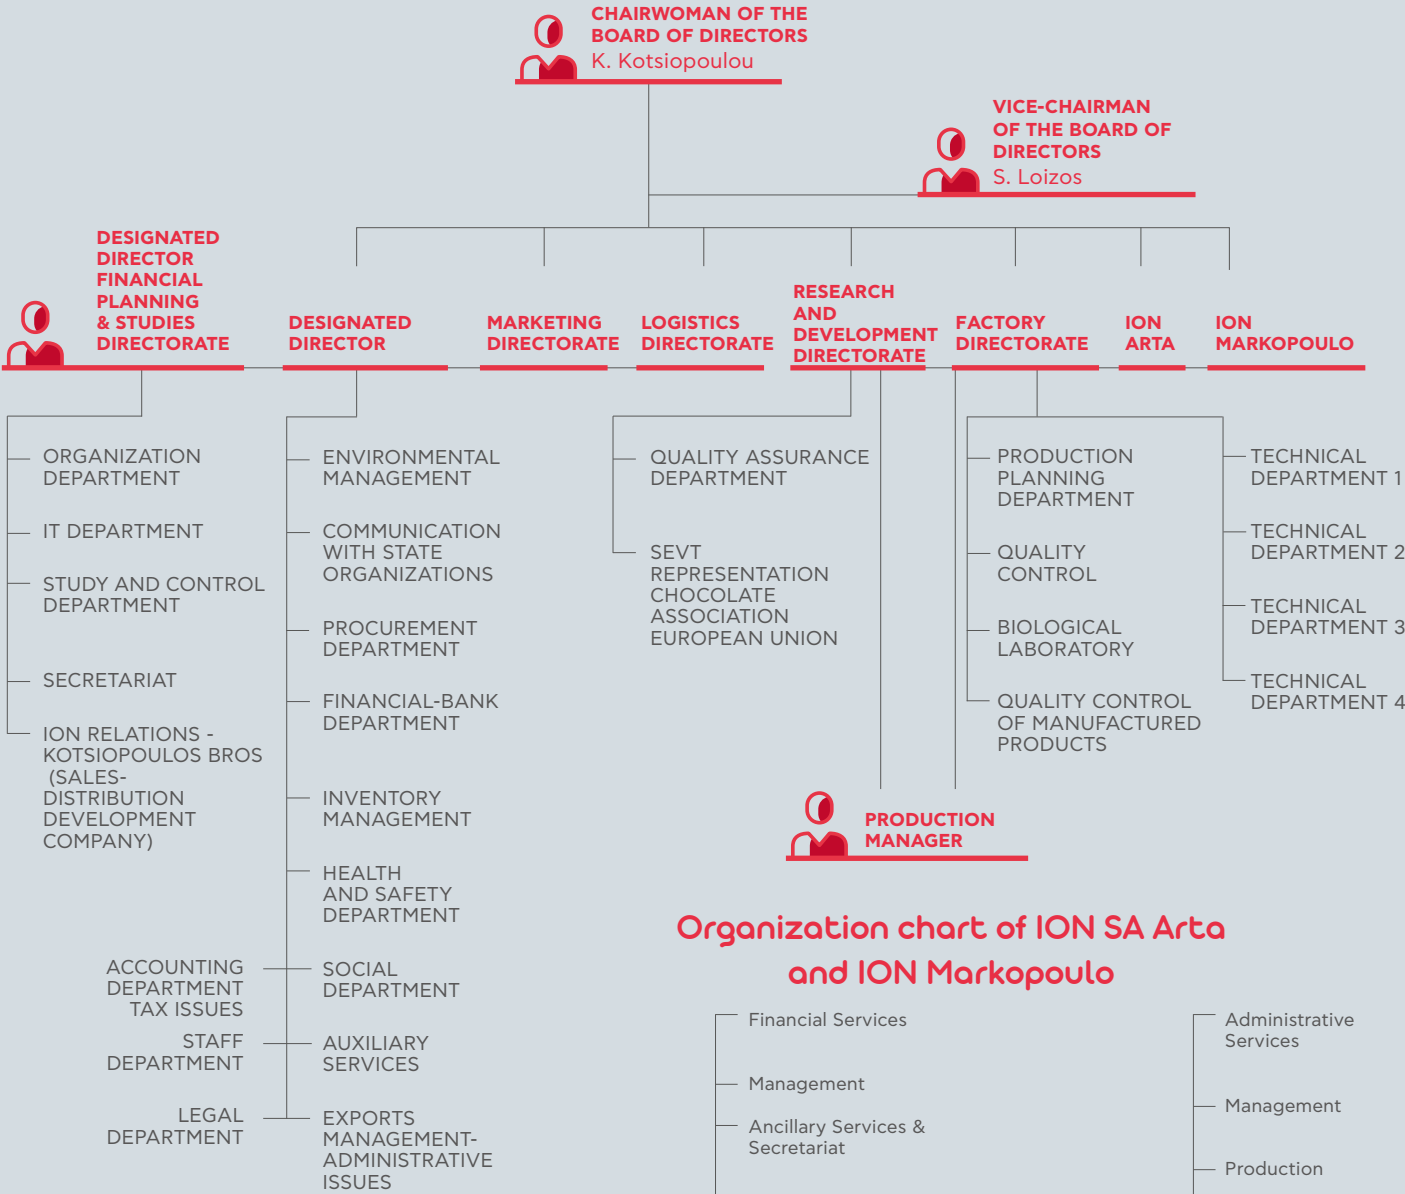 CHAIRWOMAN OF THE
BOARD OF DIRECTORS
K. Kotsiopoulou
VICE-CHAIRMAN
OF THE BOARD OF
DIRECTORS
S. Loizos
DESIGNATED
DIRECTOR
FINANCIAL
PLANNING
& STUDIES
DIRECTORATE
DESIGNATED
DIRECTOR
MARKETING
DIRECTORATE
LOGISTICS
DIRECTORATE
RESEARCH
AND
DEVELOPMENT
DIRECTORATE
FACTORY
DIRECTORATE
ION
ARTA
ION
MARKOPOULO
ORGANIZATION
DEPARTMENT
IT DEPARTMENT
STUDY AND CONTROL
DEPARTMENT
SECRETARIAT
ION RELATIONS -
KOTSIOPOULOS BROS
(SALES-
DISTRIBUTION
DEVELOPMENT
COMPANY)
ENVIRONMENTAL
MANAGEMENT
COMMUNICATION
WITH STATE
ORGANIZATIONS
PROCUREMENT
DEPARTMENT
FINANCIAL-BANK
DEPARTMENT
INVENTORY
MANAGEMENT
HEALTH
AND SAFETY
DEPARTMENT
ACCOUNTING
DEPARTMENT
TAX ISSUES
SOCIAL
DEPARTMENT
STAFF
DEPARTMENT
AUXILIARY
SERVICES
LEGAL
DEPARTMENT
EXPORTS
MANAGEMENT-
ADMINISTRATIVE
ISSUES
QUALITY ASSURANCE
DEPARTMENT
SEVT
REPRESENTATION
CHOCOLATE
ASSOCIATION
EUROPEAN UNION
PRODUCTION
PLANNING
DEPARTMENT
QUALITY
CONTROL
BIOLOGICAL
LABORATORY
QUALITY CONTROL
OF MANUFACTURED
PRODUCTS
TECHNICAL
DEPARTMENT 1
TECHNICAL
DEPARTMENT 2
TECHNICAL
DEPARTMENT 3
TECHNICAL
DEPARTMENT 4
PRODUCTION
MANAGER
Organization chart of ION SA Arta
and ION Markopoulo
Financial Services
Management
Ancillary Services &
Secretariat
Administrative
Services
Management
Production